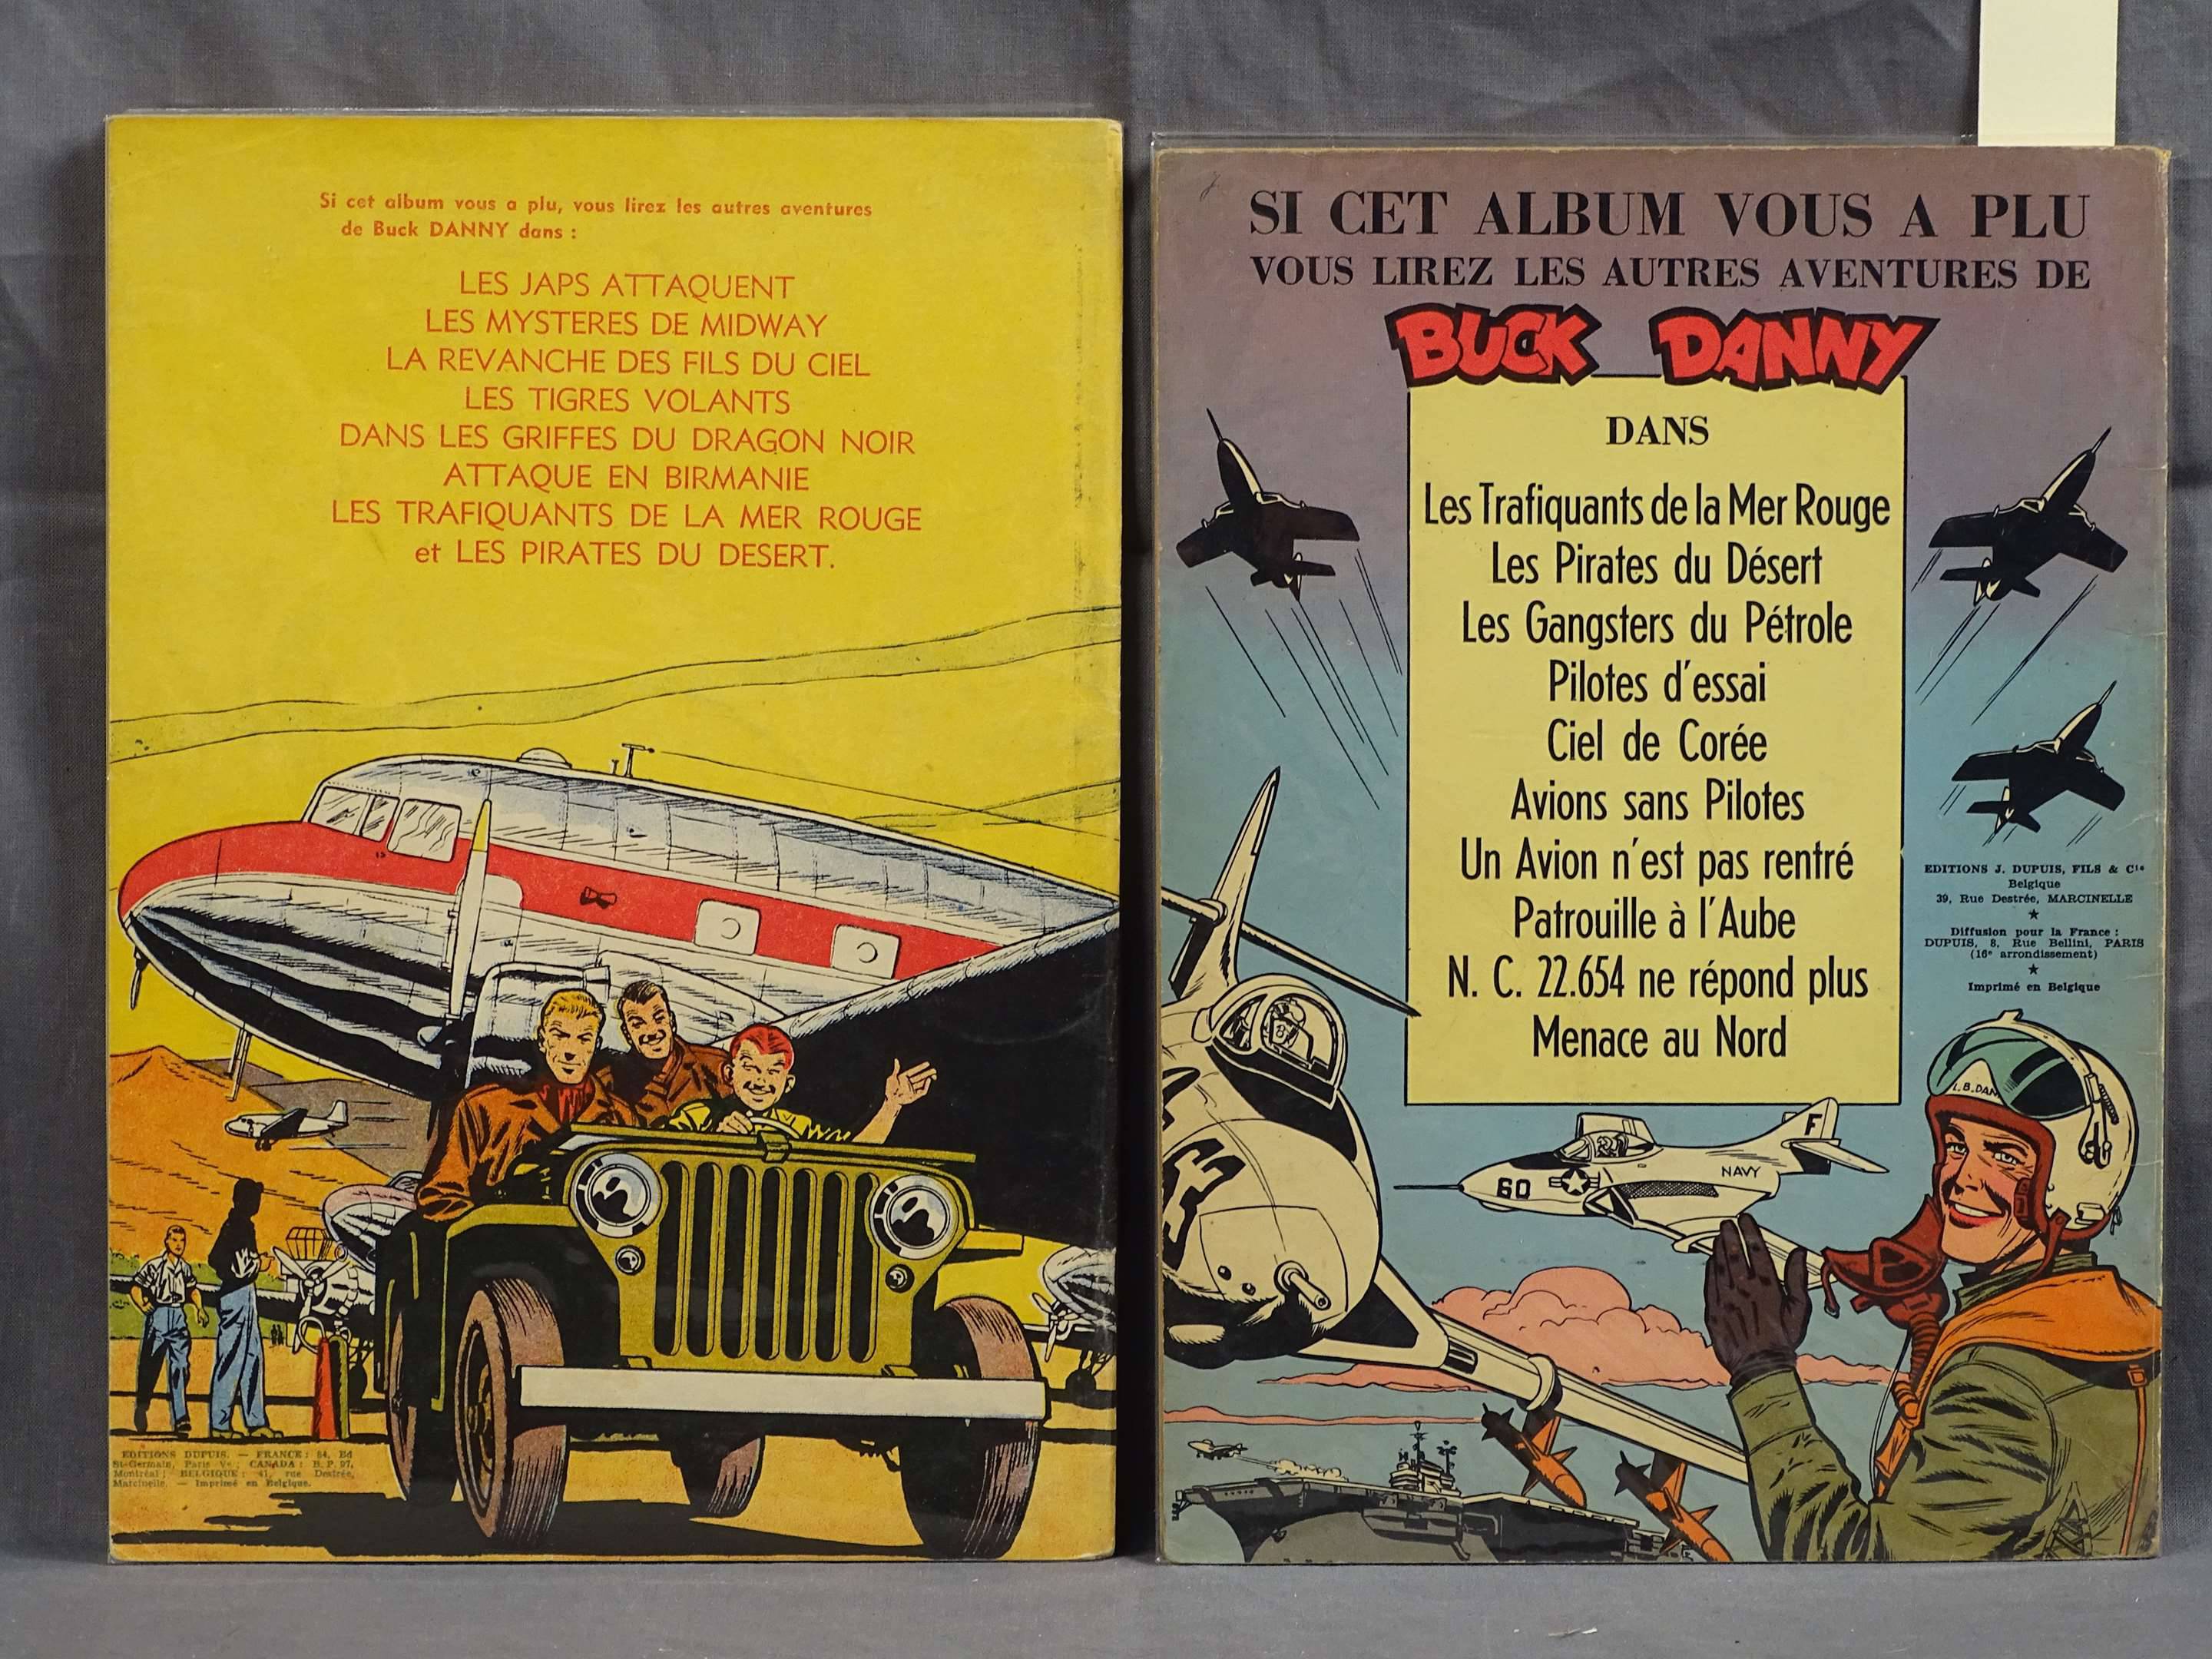 Si cet album vous a plu, vous lirez les autres aventures
de Buck DANNY dans :
LES JAPS ATTAQUENT
LES MYSTERES DE MIDWAY
LA REVANCHE DES FILS DU CIEL
LES TIGRES VOLANTS
DANS LES GRIFFES DU DRAGON NOIR
ATTAQUE EN BIRMANIE
LES TRAFIQUANTS DE LA MER ROUGE
et LES PIRATES DU DESERT.
EDITIONS DUPUIS. — FRANCE : 84, Bd
St-Germain, Paris Ve ; CANADA : B. P. 97,
Montréal ; BELGIQUE : 41, rue Destrée,
Marcinelle. — Imprimé en Belgique.
SI CET ALBUM VOUS A PLU
VOUS LIREZ LES AUTRES AVENTURES DE
BUCK DANNY
DANS
Les Trafiquants de la Mer Rouge
Les Pirates du Désert
Les Gangsters du Pétrole
Pilotes d'essai
Ciel de Corée
Avions sans Pilotes
Un Avion n'est pas rentré
Patrouille à l'Aube
N. C. 22.654 ne répond plus
Menace au Nord
EDITIONS J. DUPUIS, FILS & Cie
Belgique
39, Rue Destrée, MARCINELLE
Diffusion pour la France :
DUPUIS, 8, Rue Bellini, PARIS
(16e arrondissement)
Imprimé en Belgique
F
NAVY
60